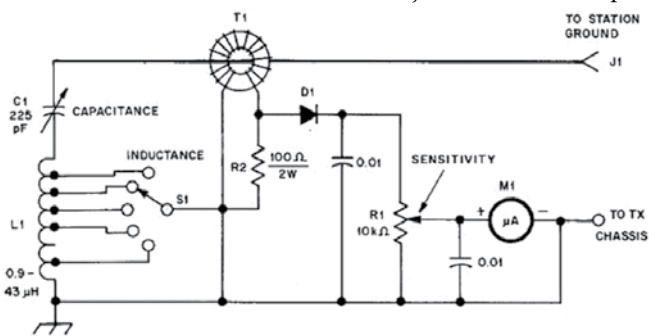 T1
TO STATION
GROUND
J1
C1
225
pF
CAPACITANCE
D1
INDUCTANCE
S1
R2
100Ω
2W
0.01
SENSITIVITY
R1
10kΩ
M1
+
μA
−
TO TX
CHASSIS
0.01
L1
0.9-
43 μH